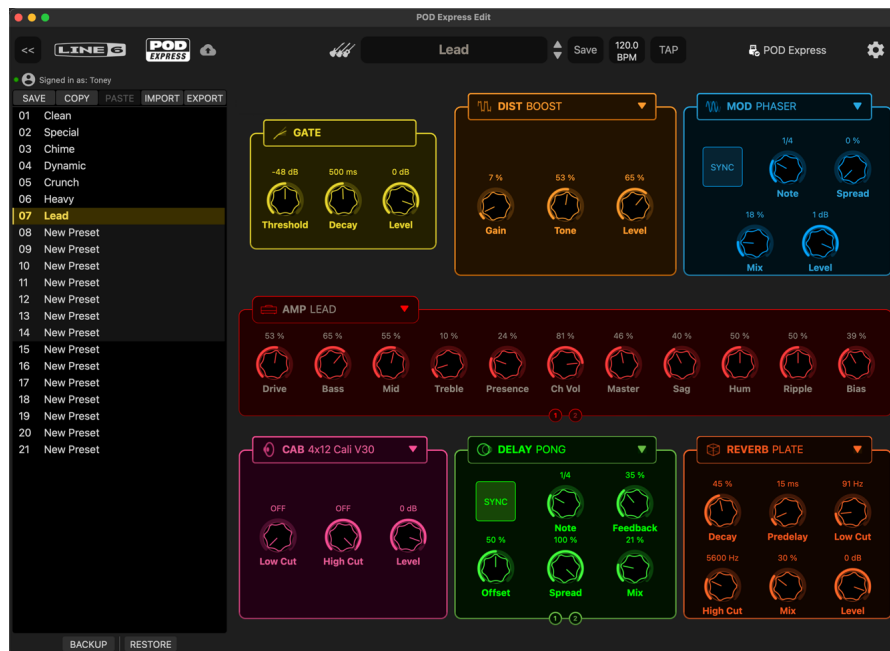 POD Express Edit
<<
LINE 6
POD EXPRESS
Lead
Save
120.0 BPM
TAP
POD Express
Signed in as: Toney
SAVE COPY PASTE IMPORT EXPORT
01 Clean
02 Special
03 Chime
04 Dynamic
05 Crunch
06 Heavy
07 Lead
08 New Preset
09 New Preset
10 New Preset
11 New Preset
12 New Preset
13 New Preset
14 New Preset
15 New Preset
16 New Preset
17 New Preset
18 New Preset
19 New Preset
20 New Preset
21 New Preset
BACKUP RESTORE
GATE
-48 dB 500 ms 0 dB
Threshold Decay Level
DIST BOOST
7 % 53 % 65 %
Gain Tone Level
MOD PHASER
1/4 0 %
SYNC
Note Spread
18 % 1 dB
Mix Level
AMP LEAD
53 % 65 % 55 % 10 % 24 % 81 % 46 % 40 % 50 % 50 % 39 %
Drive Bass Mid Treble Presence Ch Vol Master Sag Hum Ripple Bias
1 2
CAB 4x12 Cali V30
OFF OFF 0 dB
Low Cut High Cut Level
DELAY PONG
1/4 35 %
SYNC
Note Feedback
50 % 100 % 21 %
Offset Spread Mix
1 2
REVERB PLATE
45 % 15 ms 91 Hz
Decay Predelay Low Cut
5600 Hz 30 % 0 dB
High Cut Mix Level